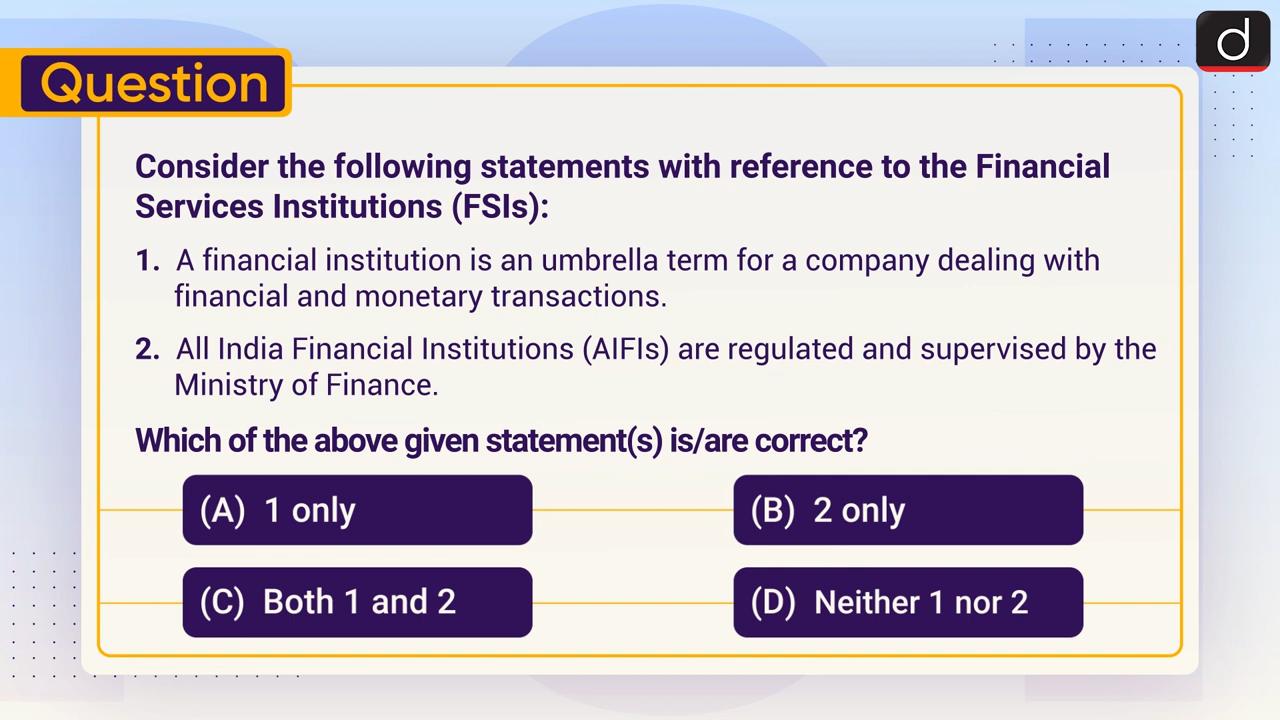 d
Question
Consider the following statements with reference to the Financial
Services Institutions (FSIs):
1. A financial institution is an umbrella term for a company dealing with
financial and monetary transactions.
2. All India Financial Institutions (AIFIs) are regulated and supervised by the
Ministry of Finance.
Which of the above given statement(s) is/are correct?
(A) 1 only
(B) 2 only
(C) Both 1 and 2
(D) Neither 1 nor 2